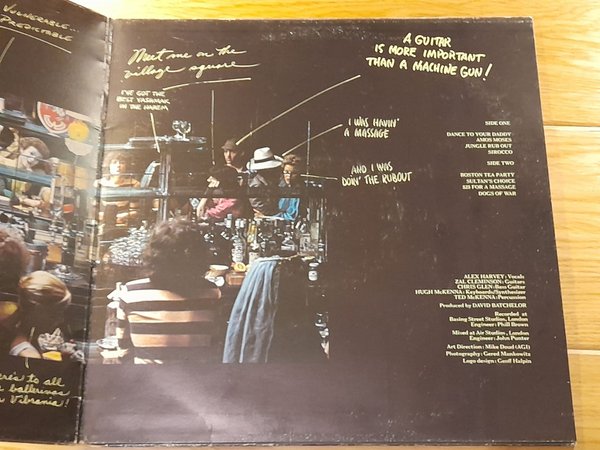 VULNERABLE...
PREDICTABLE
Meet me on the
village square
A GUITAR
IS MORE IMPORTANT
THAN A MACHINE GUN!
I'VE GOT THE
BEST YASHMAK
IN THE HAREM
I WAS HAVIN'
A MASSAGE
AND I WAS
DOIN' THE RUBOUT
SIDE ONE
DANCE TO YOUR DADDY
AMOS MOSES
JUNGLE RUB OUT
SIROCCO
SIDE TWO
BOSTON TEA PARTY
SULTAN'S CHOICE
$25 FOR A MASSAGE
DOGS OF WAR
ALEX HARVEY: Vocals
ZAL CLEMINSON: Guitars
CHRIS GLEN: Bass Guitar
HUGH McKENNA: Keyboards/Synthesizer
TED McKENNA: Percussion
Produced by DAVID BATCHELOR
Recorded at
Basing Street Studios, London
Engineer: Phill Brown
Mixed at Air Studios, London
Engineer: John Punter
Art Direction: Mike Doud (AGI)
Photography: Gered Mankowitz
Logo design: Geoff Halpin
ere's to all
ballerinas
Vibrania!